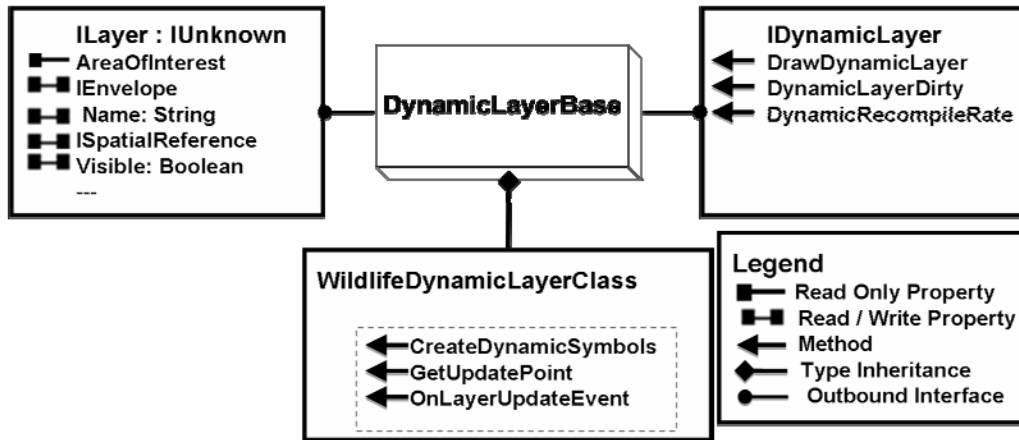 ILayer : IUnknown
AreaOfInterest
IEnvelope
Name: String
ISpatialReference
Visible: Boolean
---
DynamicLayerBase
IDynamicLayer
DrawDynamicLayer
DynamicLayerDirty
DynamicRecompileRate
WildlifeDynamicLayerClass
CreateDynamicSymbols
GetUpdatePoint
OnLayerUpdateEvent
Legend
Read Only Property
Read / Write Property
Method
Type Inheritance
Outbound Interface